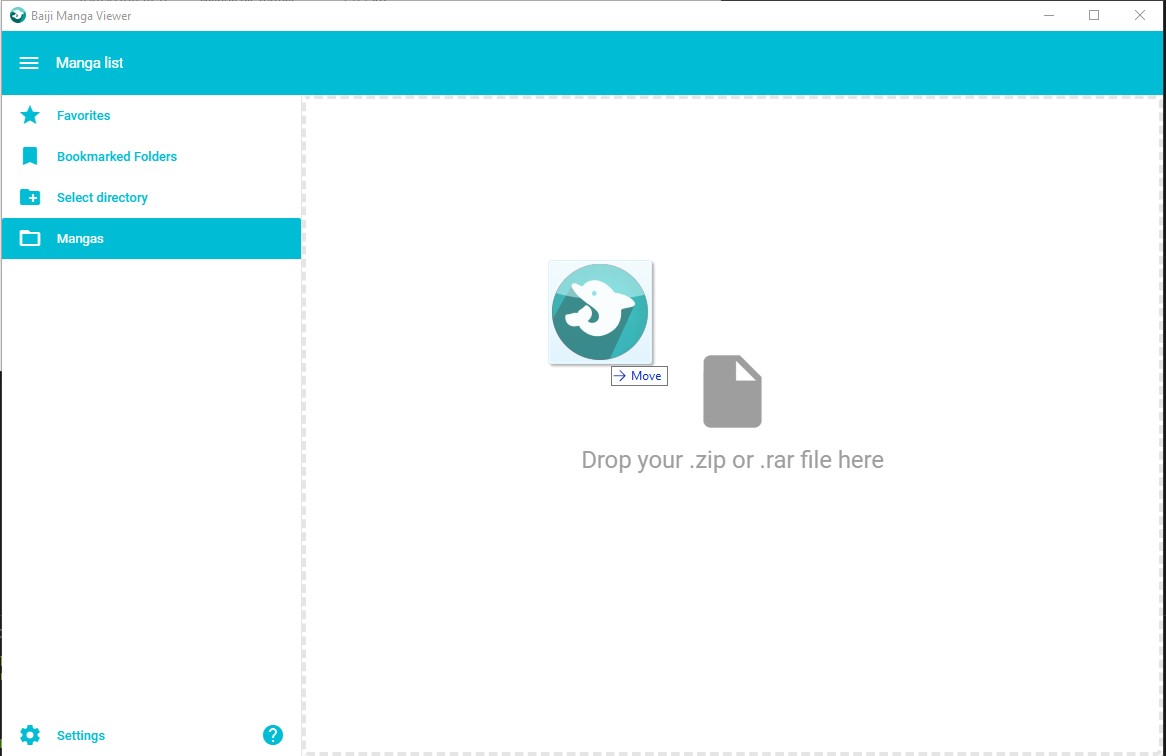 Baiji Manga Viewer
Manga list
Favorites
Bookmarked Folders
Select directory
Mangas
Move
Drop your .zip or .rar file here
Settings
?